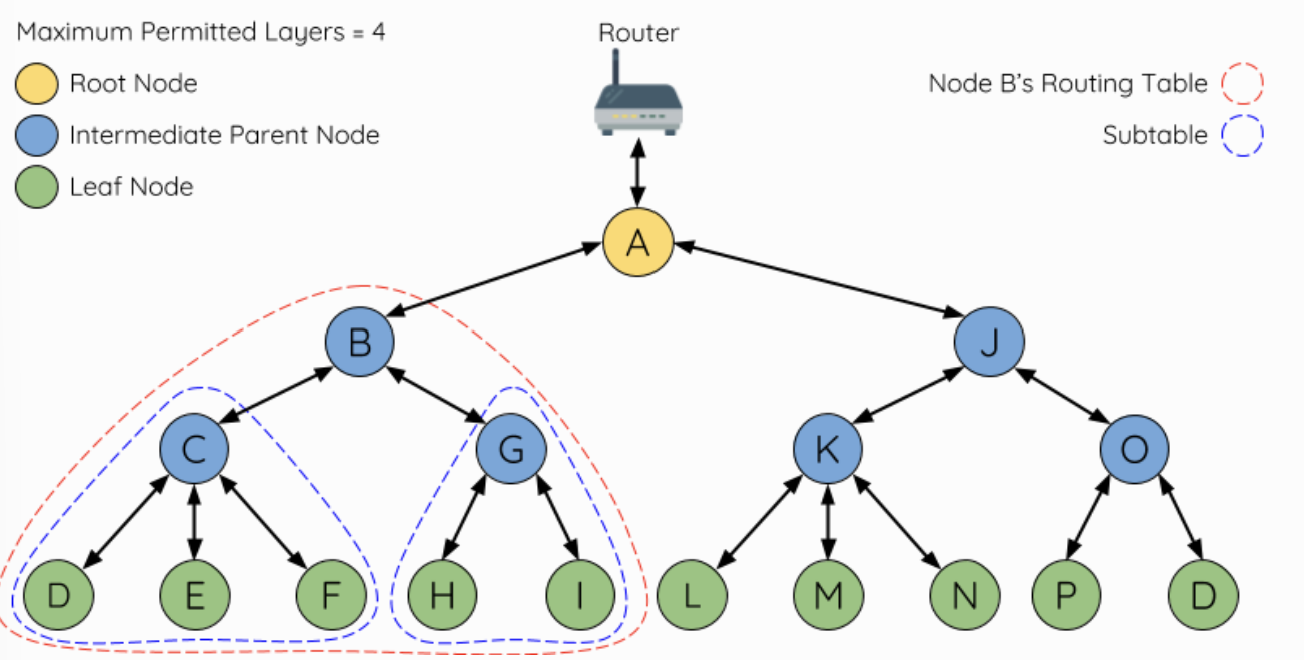 Maximum Permitted Layers = 4
Root Node
Intermediate Parent Node
Leaf Node
Router
Node B's Routing Table
Subtable
A
B
J
C
G
K
O
D
E
F
H
I
L
M
N
P
D